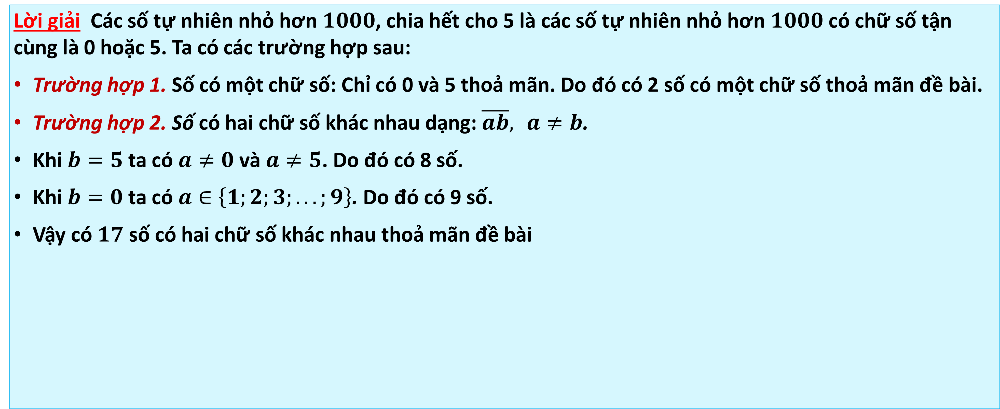 Lời giải Các số tự nhiên nhỏ hơn 1000, chia hết cho 5 là các số tự nhiên nhỏ hơn 1000 có chữ số tận
cùng là 0 hoặc 5. Ta có các trường hợp sau:
• Trường hợp 1. Số có một chữ số: Chỉ có 0 và 5 thoả mãn. Do đó có 2 số có một chữ số thoả mãn đề bài.
• Trường hợp 2. Số có hai chữ số khác nhau dạng: $\overline{ab}$, a ≠ b.
• Khi b = 5 ta có a ≠ 0 và a ≠ 5. Do đó có 8 số.
• Khi b = 0 ta có a ∈ {1; 2; 3; . . . ; 9}. Do đó có 9 số.
• Vậy có 17 số có hai chữ số khác nhau thoả mãn đề bài